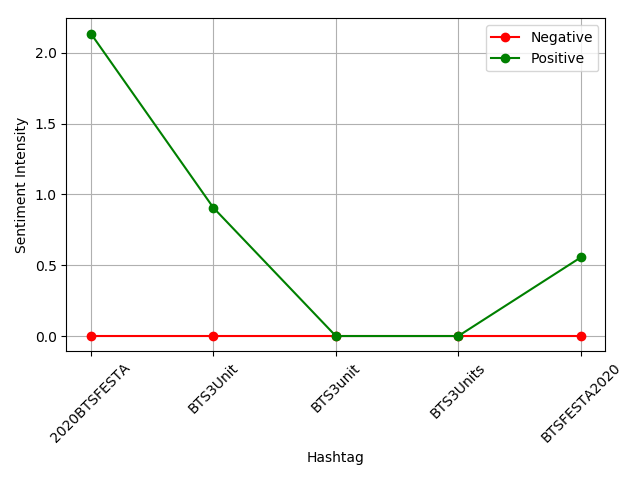 Negative
Positive
2.0
1.5
1.0
0.5
0.0
Sentiment Intensity
2020BTSFESTA
BTS3Unit
BTS3unit
BTS3Units
BTSFESTA2020
Hashtag